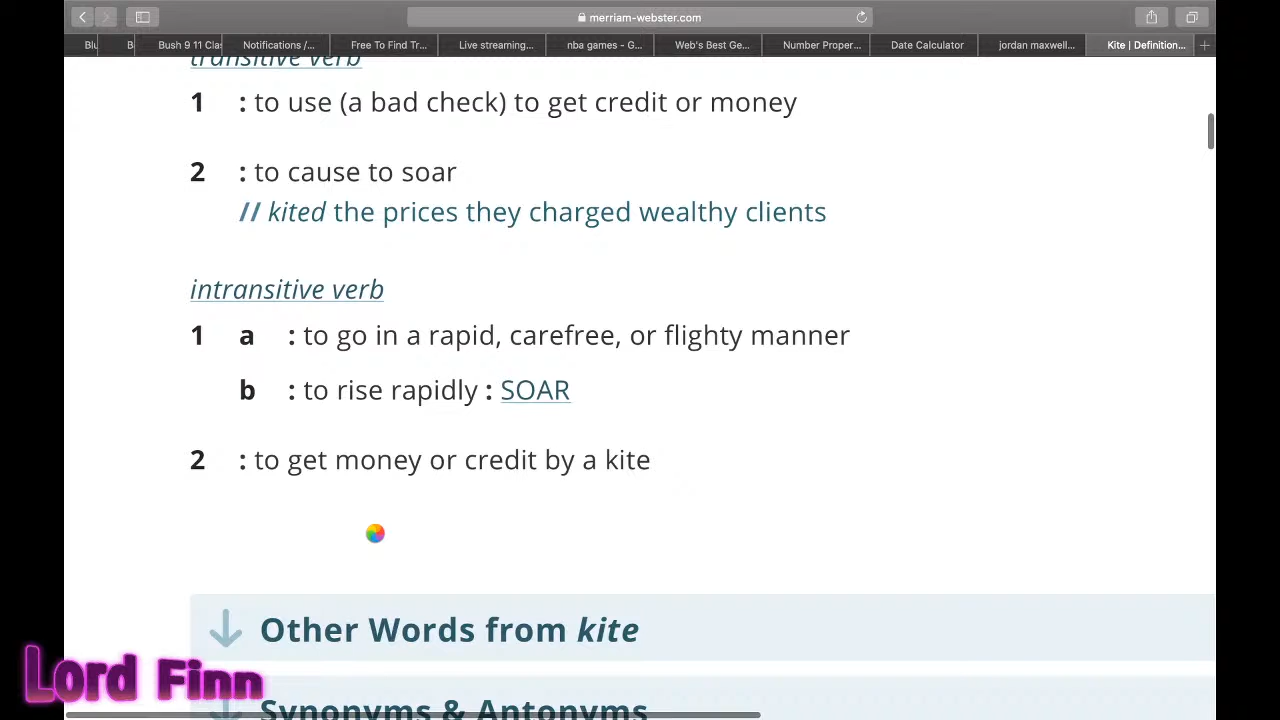 merriam-webster.com
Blu B Bush 9 11 Clas Notifications /... Free To Find Tr... Live streaming... nba games - G... Web's Best Ge... Number Proper... Date Calculator jordan maxwell... Kite | Definition...
transitive verb
1 : to use (a bad check) to get credit or money
2 : to cause to soar
// kited the prices they charged wealthy clients
intransitive verb
1 a : to go in a rapid, carefree, or flighty manner
b : to rise rapidly : SOAR
2 : to get money or credit by a kite
Other Words from kite
Lord Finn
Synonyms & Antonyms